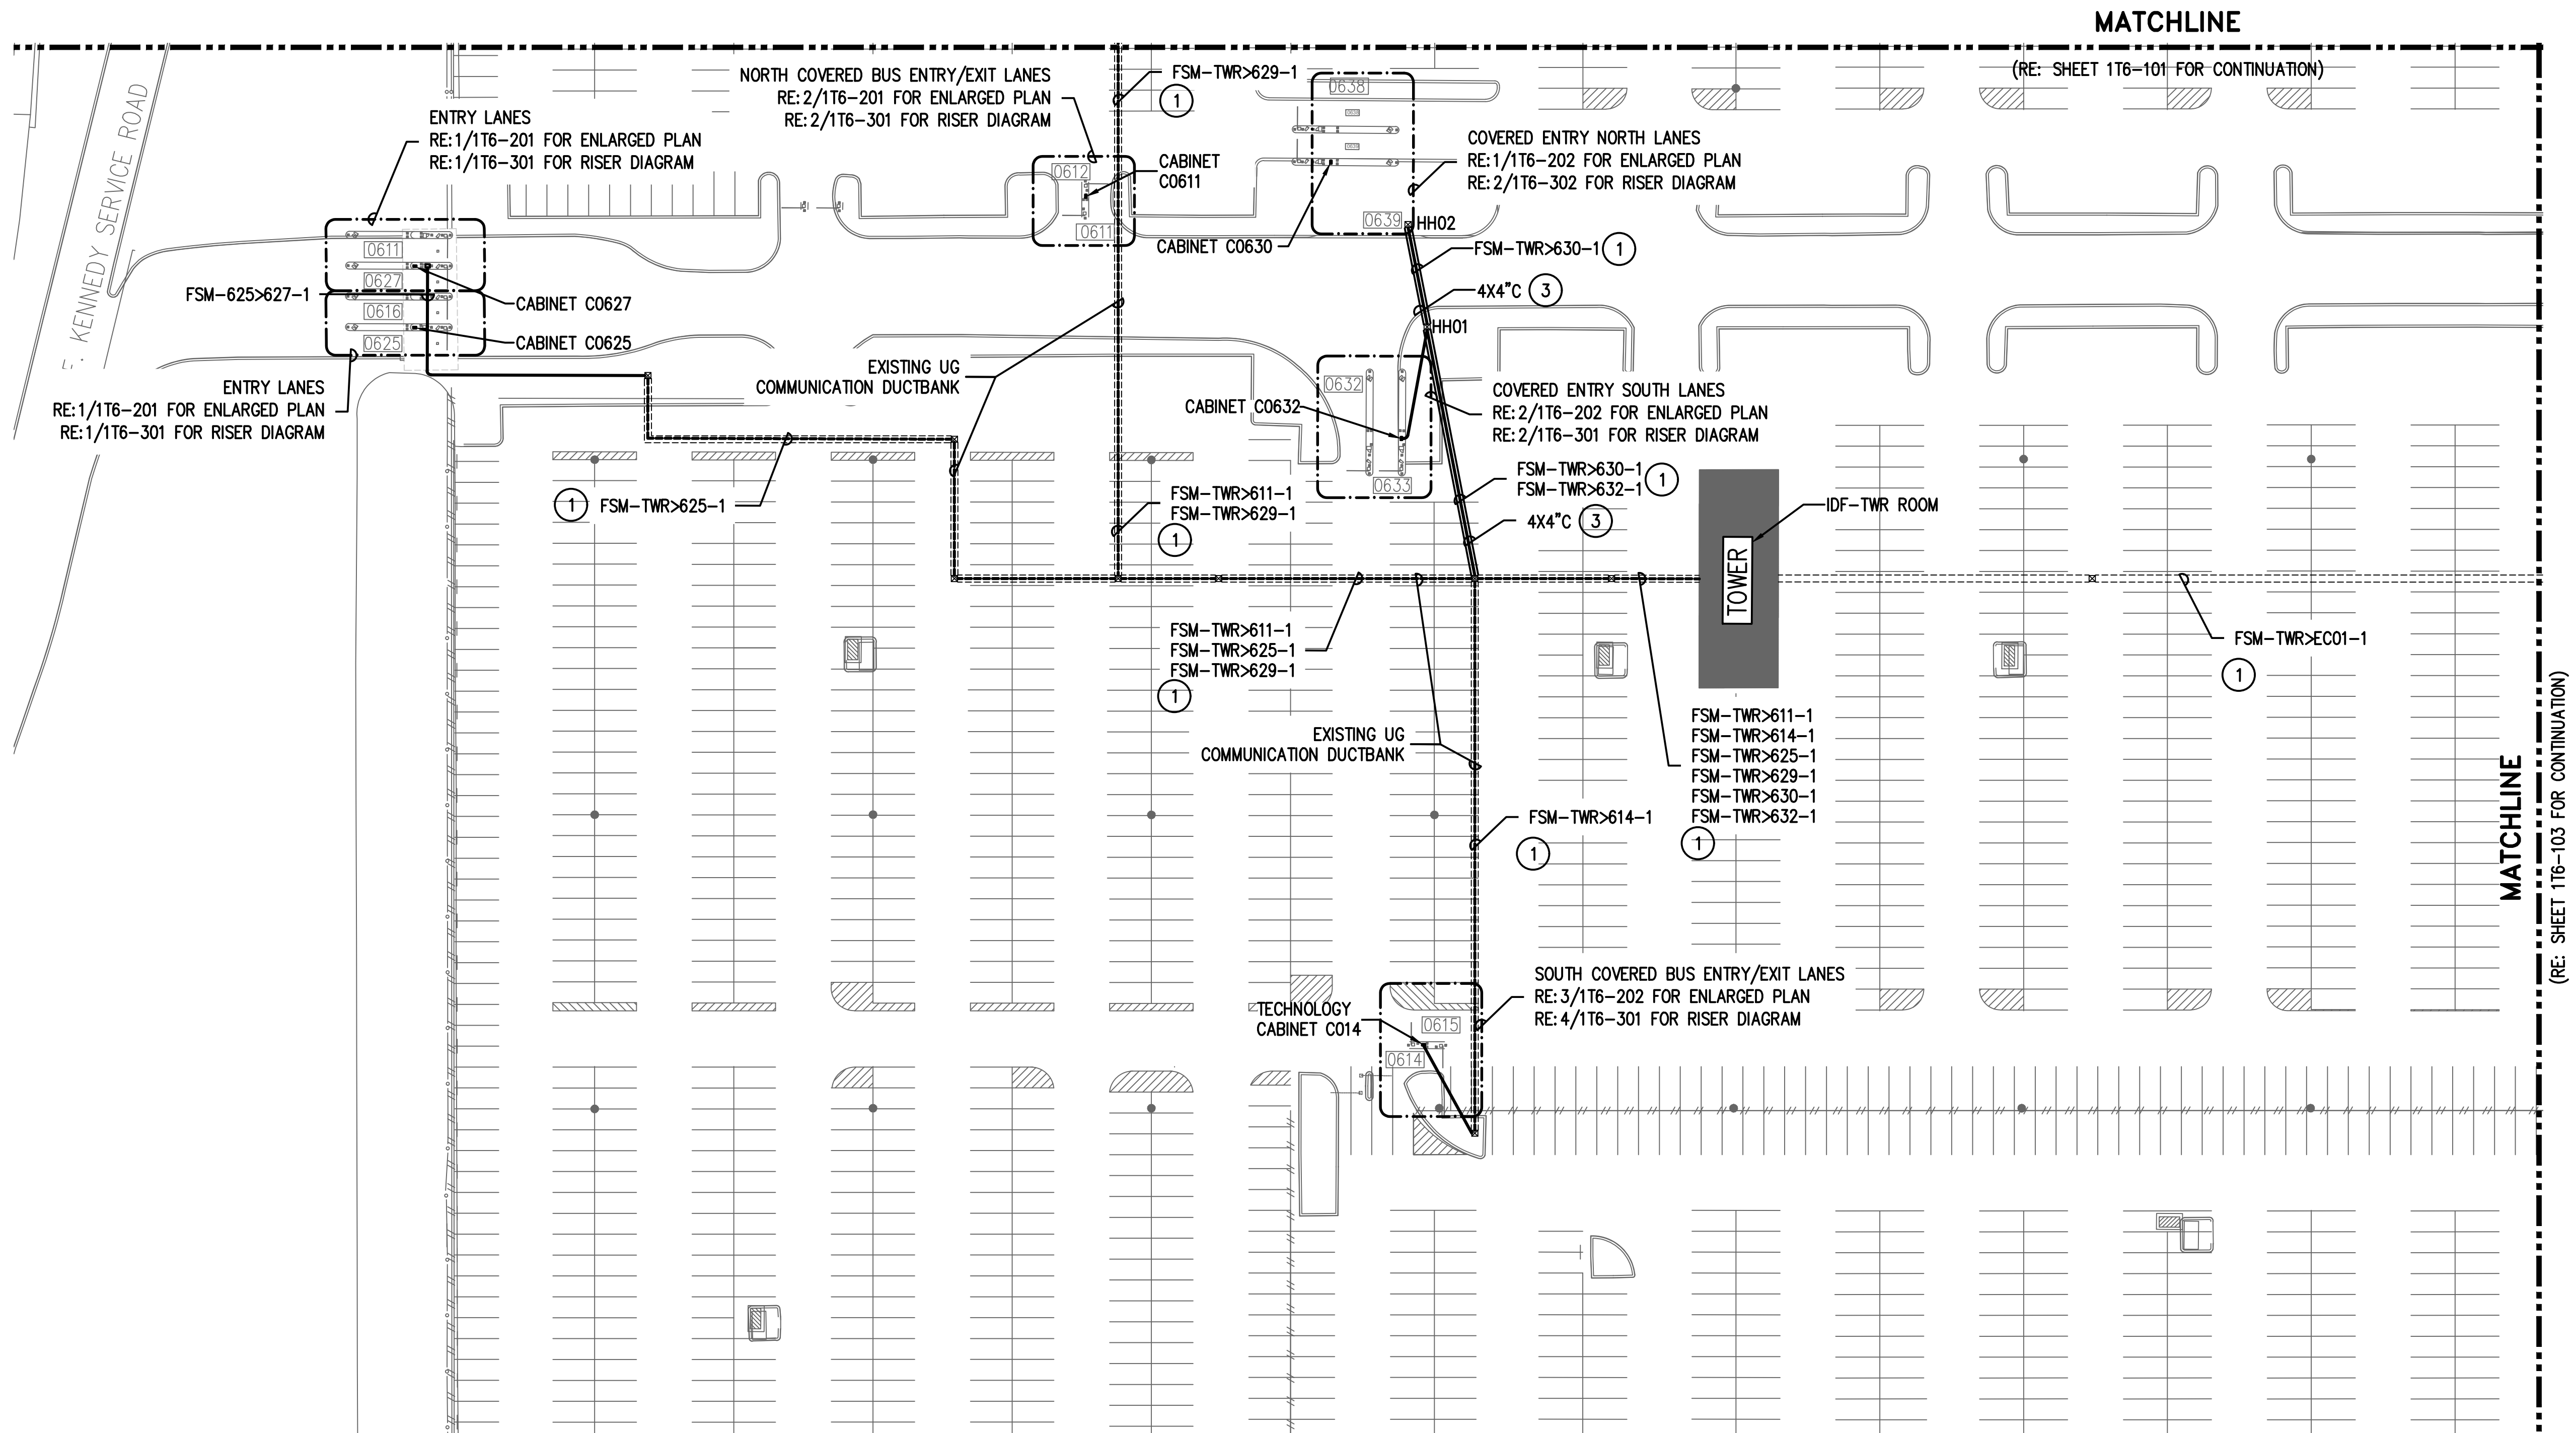 MATCHLINE
(RE: SHEET 1T6-101 FOR CONTINUATION)
NORTH COVERED BUS ENTRY/EXIT LANES
RE:2/1T6-201 FOR ENLARGED PLAN
RE:2/1T6-301 FOR RISER DIAGRAM
FSM-TWR>629-1
1
0638
ENTRY LANES
RE:1/1T6-201 FOR ENLARGED PLAN
RE:1/1T6-301 FOR RISER DIAGRAM
KENNEDY SERVICE ROAD
CABINET
C0611
0612
0611
COVERED ENTRY NORTH LANES
RE:1/1T6-202 FOR ENLARGED PLAN
RE:2/1T6-302 FOR RISER DIAGRAM
0639
HH02
CABINET C0630
FSM-TWR>630-1
1
4X4"C
3
HH01
0611
0627
0616
0625
FSM-625>627-1
CABINET C0627
CABINET C0625
ENTRY LANES
RE:1/1T6-201 FOR ENLARGED PLAN
RE:1/1T6-301 FOR RISER DIAGRAM
EXISTING UG
COMMUNICATION DUCTBANK
0632
CABINET C0632
COVERED ENTRY SOUTH LANES
RE:2/1T6-202 FOR ENLARGED PLAN
RE:2/1T6-301 FOR RISER DIAGRAM
0633
1
FSM-TWR>625-1
FSM-TWR>611-1
FSM-TWR>629-1
1
FSM-TWR>630-1
FSM-TWR>632-1
1
4X4"C
3
IDF-TWR ROOM
TOWER
FSM-TWR>611-1
FSM-TWR>625-1
FSM-TWR>629-1
1
FSM-TWR>EC01-1
1
EXISTING UG
COMMUNICATION DUCTBANK
FSM-TWR>611-1
FSM-TWR>614-1
FSM-TWR>625-1
FSM-TWR>629-1
FSM-TWR>630-1
FSM-TWR>632-1
1
FSM-TWR>614-1
1
MATCHLINE
(RE: SHEET 1T6-103 FOR CONTINUATION)
SOUTH COVERED BUS ENTRY/EXIT LANES
RE:3/1T6-202 FOR ENLARGED PLAN
RE:4/1T6-301 FOR RISER DIAGRAM
TECHNOLOGY
CABINET C014
0615
0614